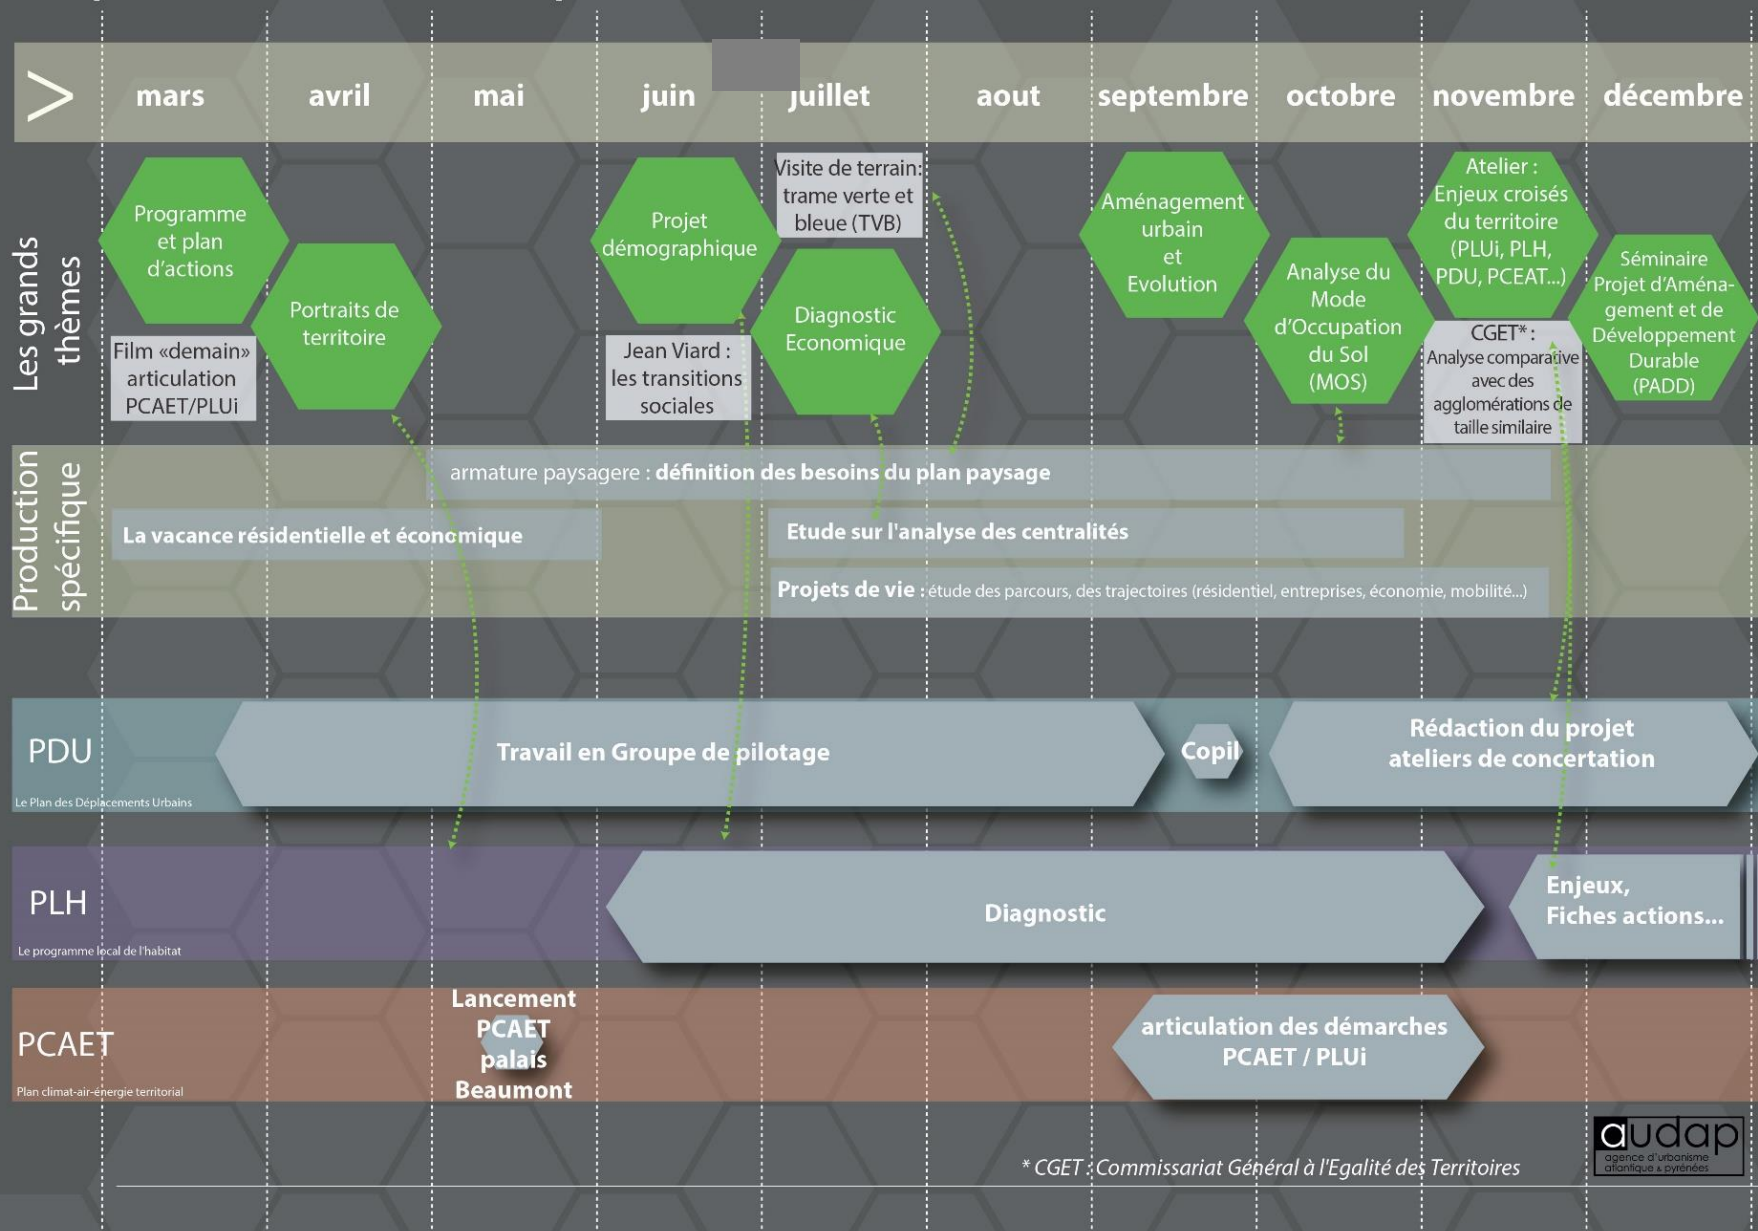 >
mars
avril
mai
juin
juillet
aout
septembre
octobre
novembre
décembre
Les grands
thèmes
Programme
et plan
d'actions
Film «demain»
articulation
PCAET/PLUi
Portraits de
territoire
Projet
démographique
Jean Viard :
les transitions
sociales
Visite de terrain:
trame verte et
bleue (TVB)
Diagnostic
Economique
Aménagement
urbain
et
Evolution
Analyse du
Mode
d'Occupation
du Sol
(MOS)
Atelier :
Enjeux croisés
du territoire
(PLUi, PLH,
PDU, PCEAT...)
CGET* :
Analyse comparative
avec des
agglomérations de
taille similaire
Séminaire
Projet d'Aména-
gement et de
Développement
Durable
(PADD)
Production
spécifique
armature paysagere : définition des besoins du plan paysage
La vacance résidentielle et économique
Etude sur l'analyse des centralités
Projets de vie : étude des parcours, des trajectoires (résidentiel, entreprises, économie, mobilité...)
PDU
Le Plan des Déplacements Urbains
Travail en Groupe de pilotage
Copil
Rédaction du projet
ateliers de concertation
PLH
Le programme local de l'habitat
Diagnostic
Enjeux,
Fiches actions...
PCAET
Plan climat-air-énergie territorial
Lancement
PCAET
palais
Beaumont
articulation des démarches
PCAET / PLUi
* CGET : Commissariat Général à l'Egalité des Territoires
audap
agence d'urbanisme
atlantique & pyrénées